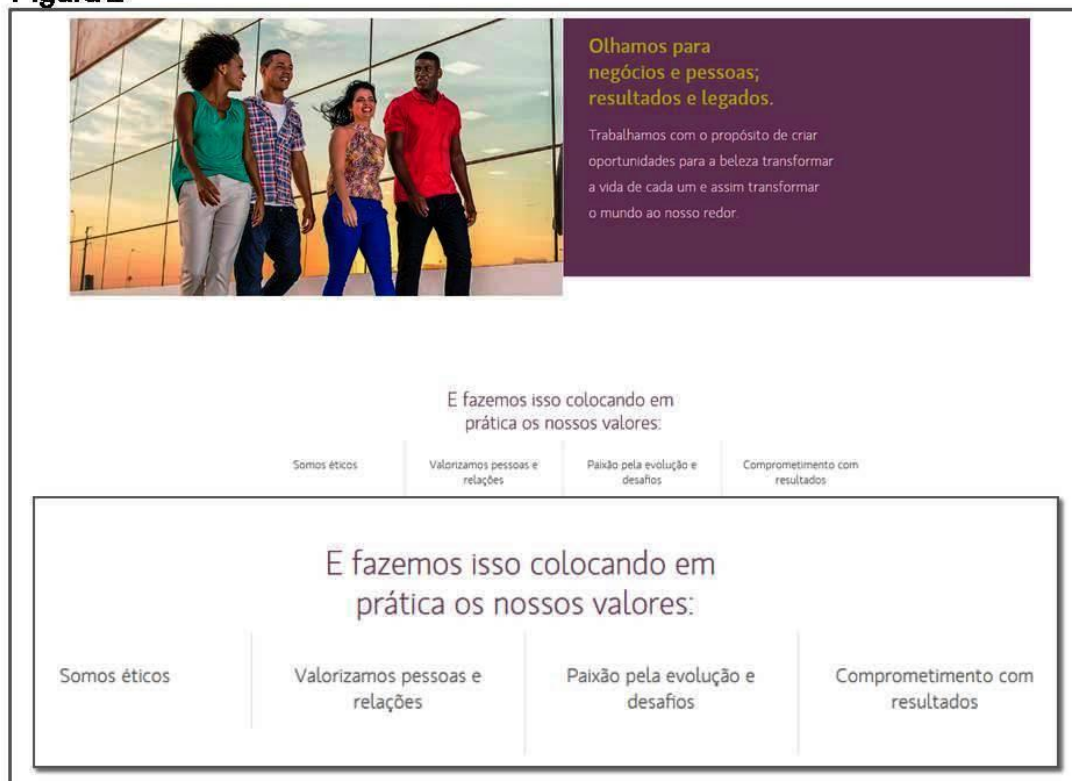 Figura 2
Olhamos para
negócios e pessoas;
resultados e legados.
Trabalhamos com o propósito de criar
oportunidades para a beleza transformar
a vida de cada um e assim transformar
o mundo ao nosso redor.
E fazemos isso colocando em
prática os nossos valores:
Somos éticos
Valorizamos pessoas e
relações
Paixão pela evolução e
desafios
Comprometimento com
resultados
E fazemos isso colocando em
prática os nossos valores:
Somos éticos
Valorizamos pessoas e
relações
Paixão pela evolução e
desafios
Comprometimento com
resultados